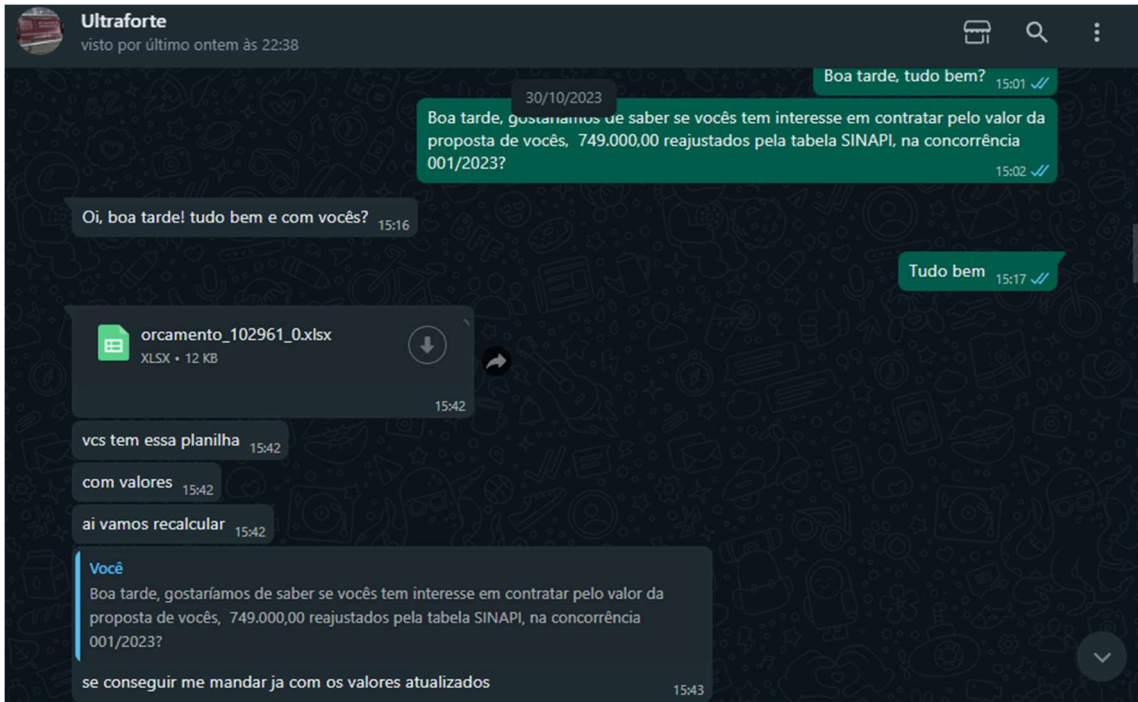 Ultraforte
visto por último ontem às 22:38
Boa tarde, tudo bem? 15:01
30/10/2023
Boa tarde, gostaríamos de saber se vocês tem interesse em contratar pelo valor da
proposta de vocês,  749.000,00 reajustados pela tabela SINAPI, na concorrência
001/2023?
15:02
Oi, boa tarde! tudo bem e com vocês? 15:16
Tudo bem 15:17
orcamento_102961_0.xlsx
XLSX • 12 KB
15:42
vcs tem essa planilha 15:42
com valores 15:42
ai vamos recalcular 15:42
Você
Boa tarde, gostaríamos de saber se vocês tem interesse em contratar pelo valor da
proposta de vocês,  749.000,00 reajustados pela tabela SINAPI, na concorrência
001/2023?
se conseguir me mandar ja com os valores atualizados 15:43